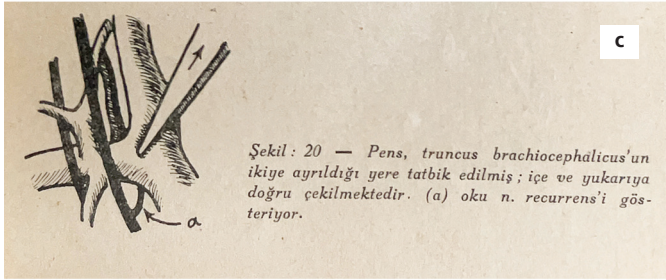 C
Şekil : 20 — Pens, truncus brachiocephalicus'un
ikiye ayrıldığı yere tatbik edilmiş ; içe ve yukarıya
doğru çekilmektedir. (a) oku n. recurrens'i gös-
teriyor.
a